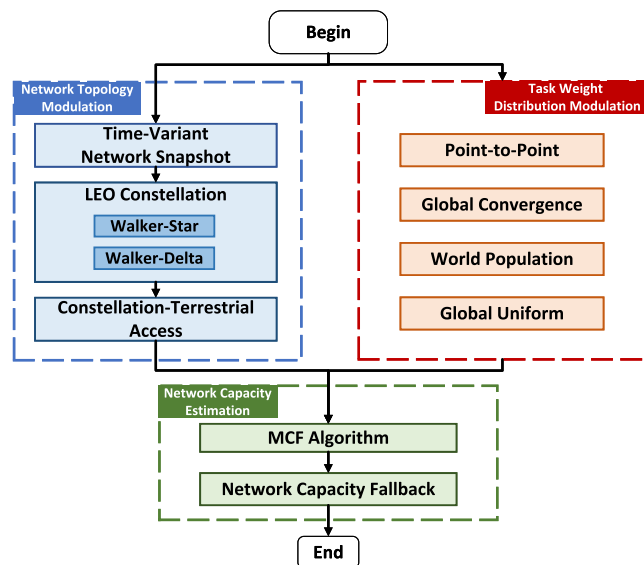 Begin
Network Topology
Modulation
Time-Variant
Network Snapshot
LEO Constellation
Walker-Star
Walker-Delta
Constellation-Terrestrial
Access
Task Weight
Distribution Modulation
Point-to-Point
Global Convergence
World Population
Global Uniform
Network Capacity
Estimation
MCF Algorithm
Network Capacity Fallback
End